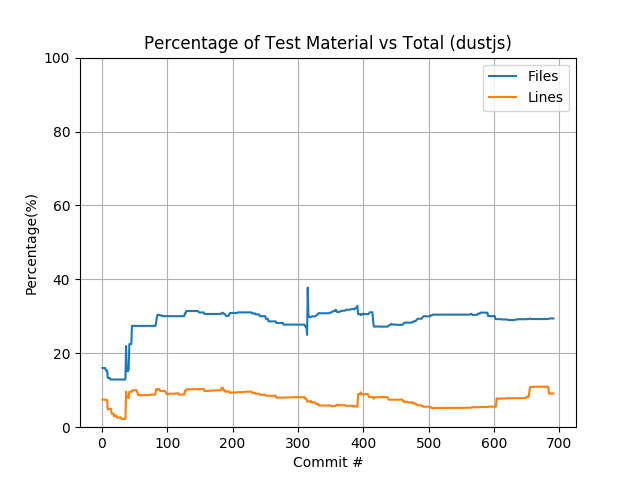 Percentage of Test Material vs Total (dustjs)
Files
Lines
Percentage(%)
100
80
60
40
20
0
0 100 200 300 400 500 600 700
Commit #